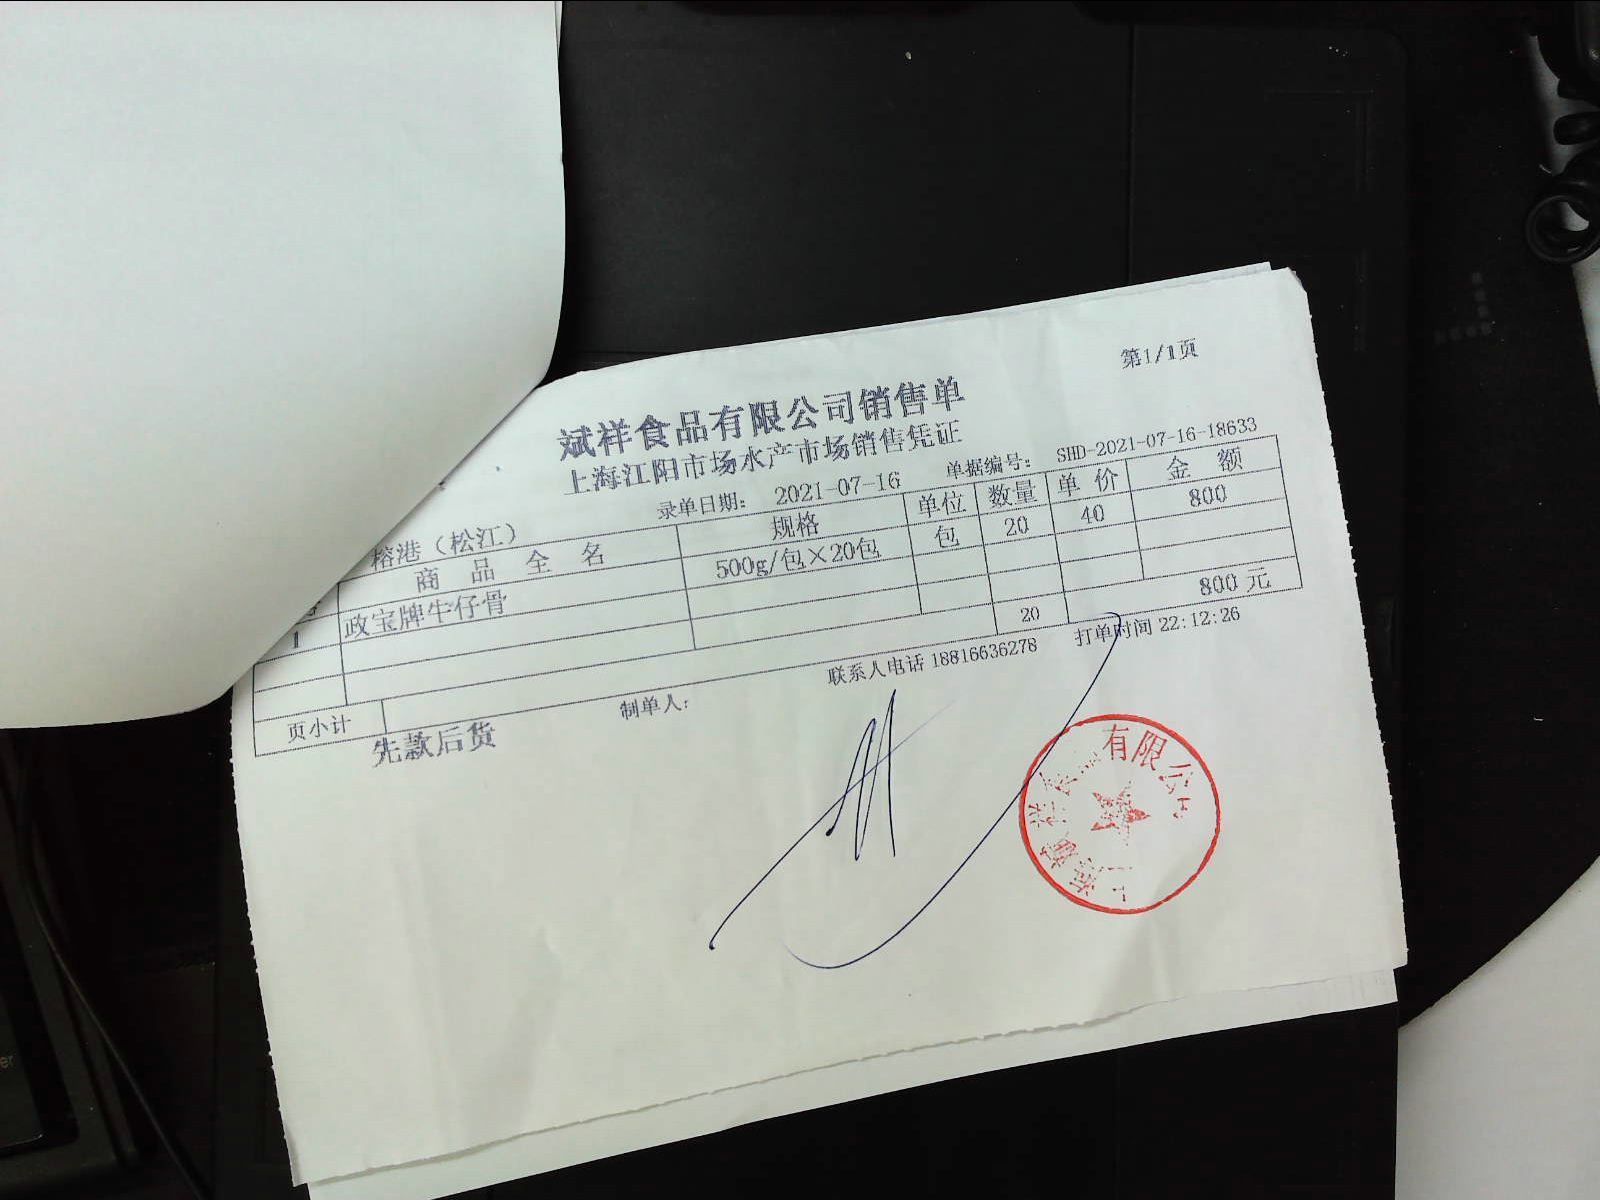 第1/1页
斌祥食品有限公司销售单
上海江阳市场水产市场销售凭证
录单日期: 2021-07-16 单据编号: SHD-2021-07-16-18633
榕港（松江）
商品全名 规格 单位 数量 单价 金额
1 政宝牌牛仔骨 500g/包×20包 包 20 40 800
页小计 20 800元
先款后货 制单人: 联系人电话 18816636278 打单时间 22:12:26
有限公